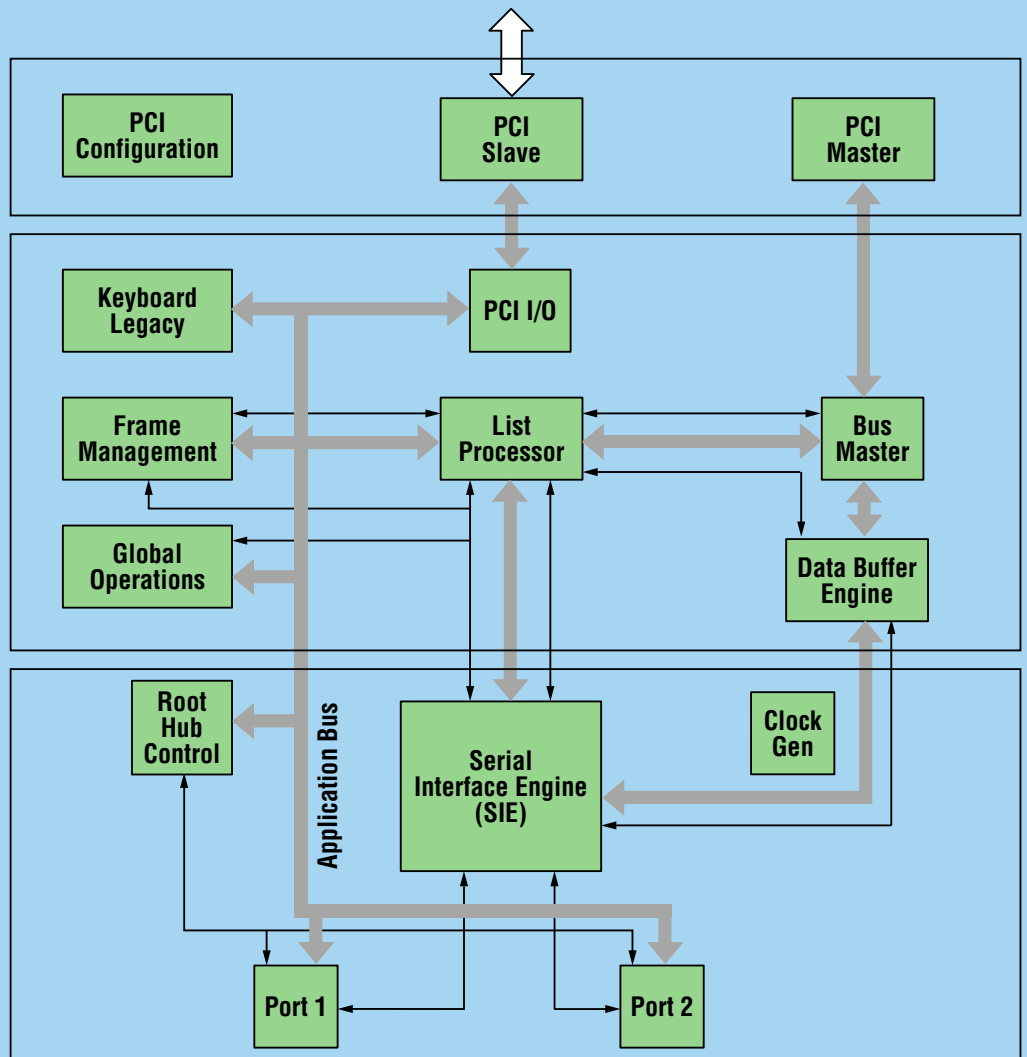 PCI
Configuration
PCI
Slave
PCI
Master
Keyboard
Legacy
PCI I/O
Frame
Management
List
Processor
Bus
Master
Global
Operations
Data Buffer
Engine
Root
Hub
Control
Application Bus
Serial
Interface Engine
(SIE)
Clock
Gen
Port 1
Port 2